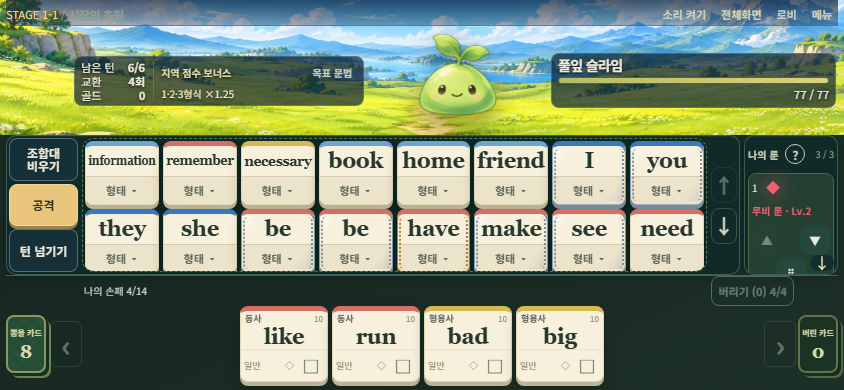 STAGE 1-1 / 시작의 초원
소리 켜기 전체화면 로비 메뉴
남은 턴 6/6
교환 4회
골드 0
지역 점수 보너스
1·2·3형식 ×1.25
목표 문법
풀잎 슬라임
77 / 77
조합대 비우기
공격
턴 넘기기
information remember necessary book home friend I you
형태 형태 형태 형태 형태 형태 형태 형태
they she be be have make see need
형태 형태 형태 형태 형태 형태 형태 형태
↑
↓
나의 룬 ? 3 / 3
1
루비 룬 · Lv.2
▲ ▼
↓
나의 손패 4/14
버리기 (0) 4/4
뽑을 카드
8
‹
동사 10
like
일반
동사 10
run
일반
형용사 10
bad
일반
형용사 10
big
일반
›
버린 카드
0